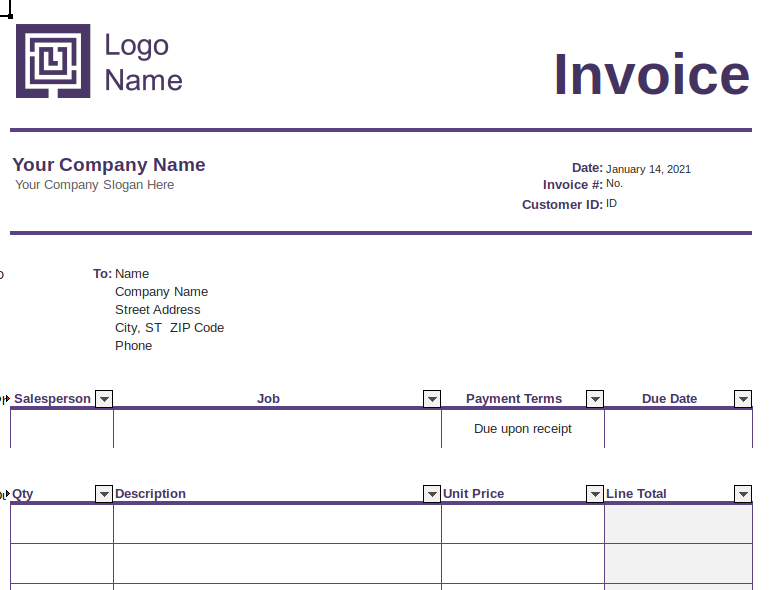 Logo
Name
Invoice
Your Company Name
Your Company Slogan Here
Date: January 14, 2021
Invoice #: No.
Customer ID: ID
To: Name
Company Name
Street Address
City, ST  ZIP Code
Phone
Salesperson Job Payment Terms Due Date
Due upon receipt
Qty Description Unit Price Line Total